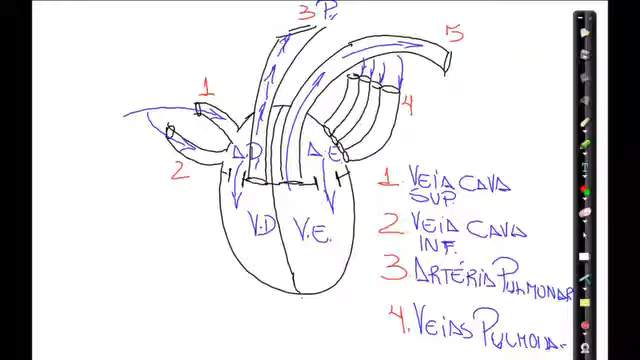 3 P.
5
1
4
2
A.D
A.E
V.D
V.E.
1. VEIA CAVA
SUP.
2 VEIA CAVA
INF.
3 ARTÉRIA PULMONAR
4. VEIAS PULMONA-